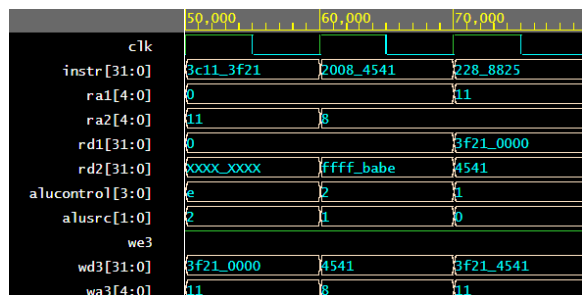 50,000 60,000 70,000
clk
instr[31:0] 3c11_3f21 2008_4541 228_8825
ra1[4:0] 0 11
ra2[4:0] 11 8
rd1[31:0] 0 3f21_0000
rd2[31:0] XXXX_XXXX ffff_babe 4541
alucontrol[3:0] e 2 1
alusrc[1:0] 2 1 0
we3
wd3[31:0] 3f21_0000 4541 3f21_4541
wa3[4:0] 11 8 11